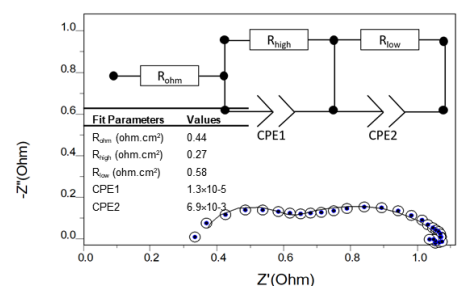 1.0
R_high
R_low
0.8
R_ohm
0.6
Fit Parameters Values
CPE1
CPE2
R_ohm (ohm.cm²) 0.44
R_high (ohm.cm²) 0.27
0.4
R_low (ohm.cm²) 0.58
CPE1 1.3×10-5
0.2
CPE2 6.9×10-3
0.0
-Z"(Ohm)
0.0 0.2 0.4 0.6 0.8 1.0
Z'(Ohm)